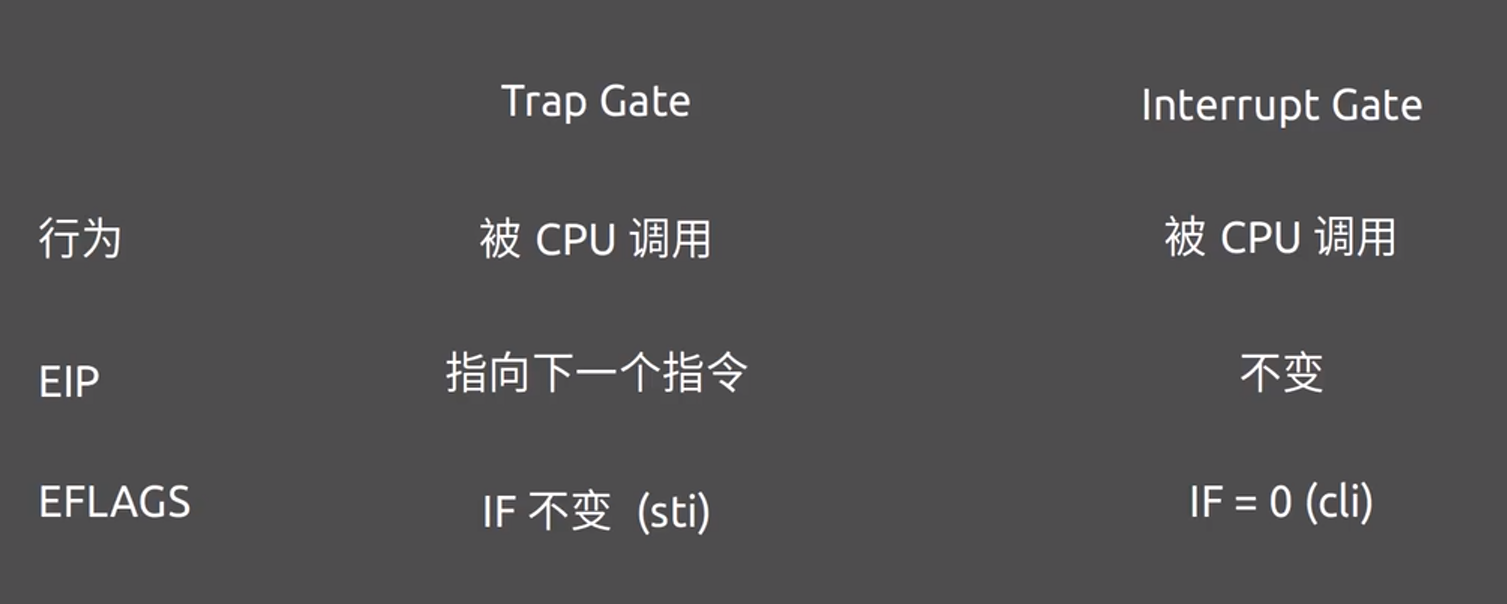 Trap Gate
Interrupt Gate
行为
被 CPU 调用
被 CPU 调用
EIP
指向下一个指令
不变
EFLAGS
IF 不变 (sti)
IF = 0 (cli)